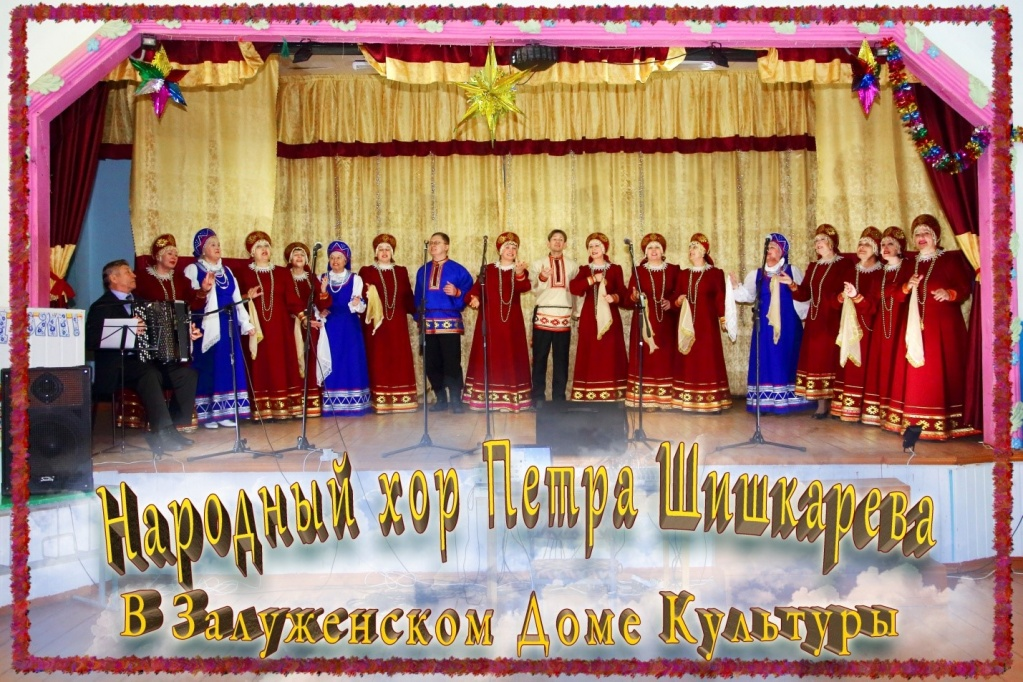 Народный хор Петра Шишкарева
В Залуженском Доме Культуры